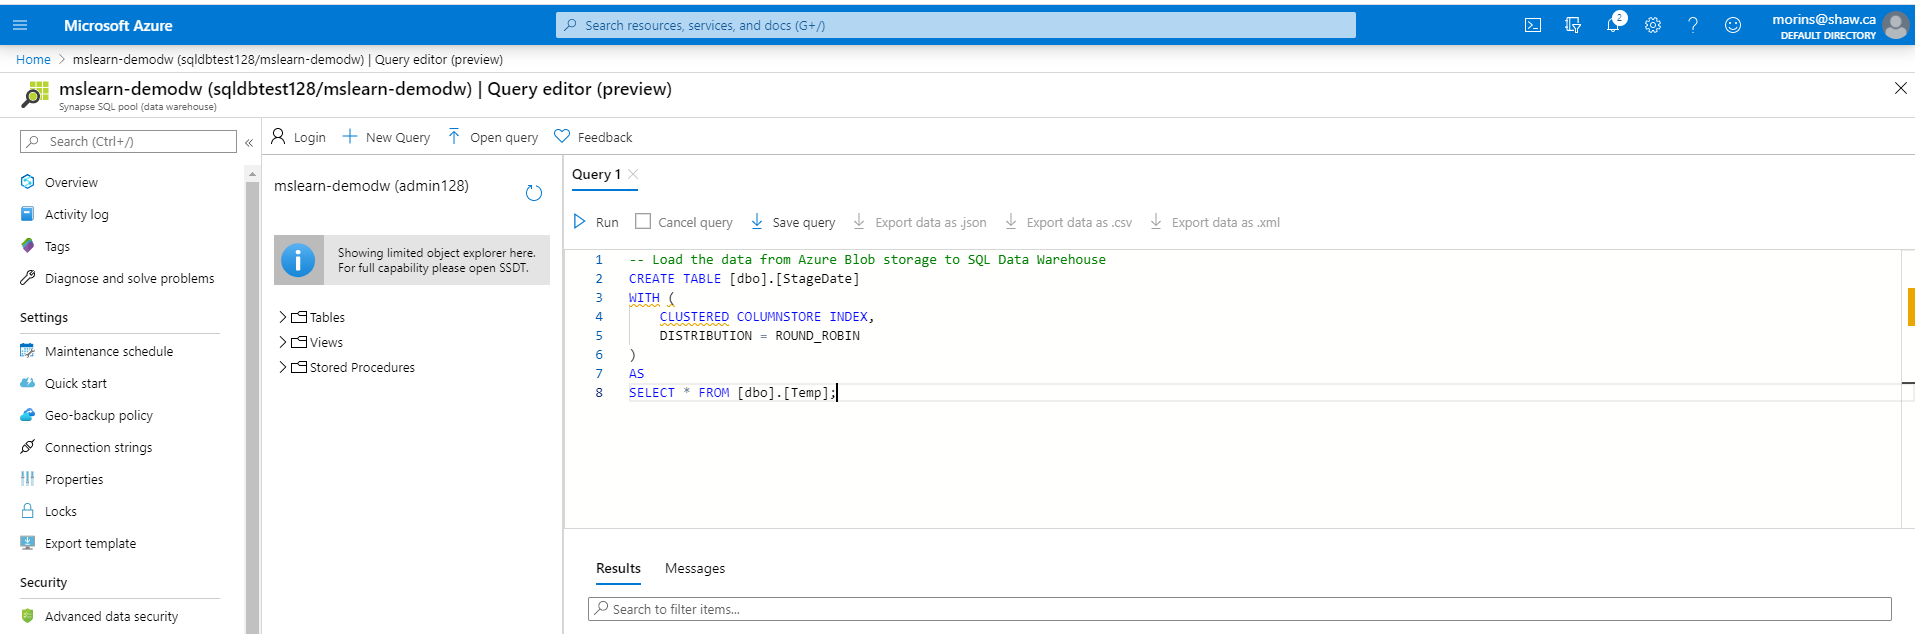 Microsoft Azure
Search resources, services, and docs (G+/)
2
morins@shaw.ca
DEFAULT DIRECTORY
Home > mslearn-demodw (sqldbtest128/mslearn-demodw) | Query editor (preview)
mslearn-demodw (sqldbtest128/mslearn-demodw) | Query editor (preview)
Synapse SQL pool (data warehouse)
Search (Ctrl+/)
«
Overview
Activity log
Tags
Diagnose and solve problems
Settings
Maintenance schedule
Quick start
Geo-backup policy
Connection strings
Properties
Locks
Export template
Security
Advanced data security
Login
New Query
Open query
Feedback
mslearn-demodw (admin128)
Showing limited object explorer here.
For full capability please open SSDT.
Tables
Views
Stored Procedures
Query 1
Run
Cancel query
Save query
Export data as .json
Export data as .csv
Export data as .xml
1 -- Load the data from Azure Blob storage to SQL Data Warehouse
2 CREATE TABLE [dbo].[StageDate]
3 WITH (
4 CLUSTERED COLUMNSTORE INDEX,
5 DISTRIBUTION = ROUND_ROBIN
6 )
7 AS
8 SELECT * FROM [dbo].[Temp];
Results
Messages
Search to filter items...